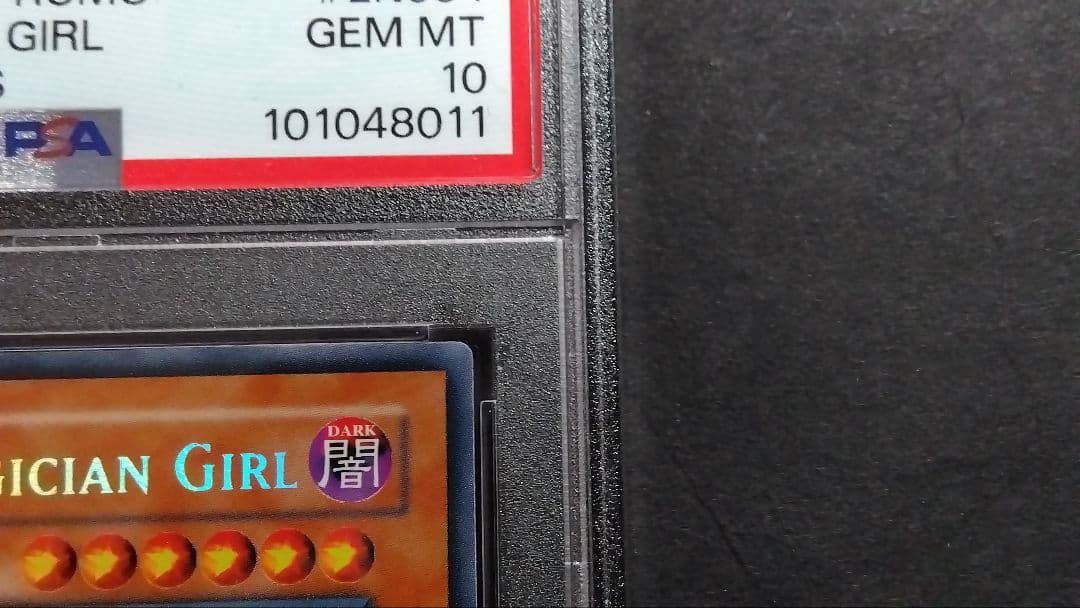 GIRL
GEM MT
10
PSA
101048011
GICIAN GIRL
DARK
闇